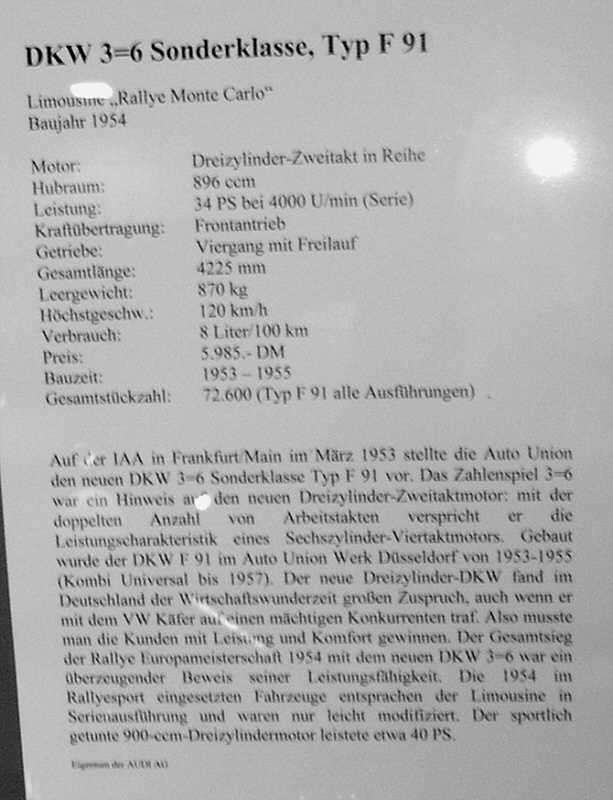 DKW 3=6 Sonderklasse, Typ F 91
Limousine „Rallye Monte Carlo“
Baujahr 1954
Motor: Dreizylinder-Zweitakt in Reihe
Hubraum: 896 ccm
Leistung: 34 PS bei 4000 U/min (Serie)
Kraftübertragung: Frontantrieb
Getriebe: Viergang mit Freilauf
Gesamtlänge: 4225 mm
Leergewicht: 870 kg
Höchstgeschw.: 120 km/h
Verbrauch: 8 Liter/100 km
Preis: 5.985.- DM
Bauzeit: 1953 – 1955
Gesamtstückzahl: 72.600 (Typ F 91 alle Ausführungen)
Auf der IAA in Frankfurt/Main im März 1953 stellte die Auto Union
den neuen DKW 3=6 Sonderklasse Typ F 91 vor. Das Zahlenspiel 3=6
war ein Hinweis auf den neuen Dreizylinder-Zweitaktmotor: mit der
doppelten Anzahl von Arbeitstakten verspricht er die
Leistungscharakteristik eines Sechszylinder-Viertaktmotors. Gebaut
wurde der DKW F 91 im Auto Union Werk Düsseldorf von 1953-1955
(Kombi Universal bis 1957). Der neue Dreizylinder-DKW fand im
Deutschland der Wirtschaftswunderzeit großen Zuspruch, auch wenn er
mit dem VW Käfer auf einen mächtigen Konkurrenten traf. Also musste
man die Kunden mit Leistung und Komfort gewinnen. Der Gesamtsieg
der Rallye Europameisterschaft 1954 mit dem neuen DKW 3=6 war ein
überzeugender Beweis seiner Leistungsfähigkeit. Die 1954 im
Rallyesport eingesetzten Fahrzeuge entsprachen der Limousine in
Serienausführung und waren nur leicht modifiziert. Der sportlich
getunte 900-ccm-Dreizylindermotor leistete etwa 40 PS.
Eigentum der AUDI AG